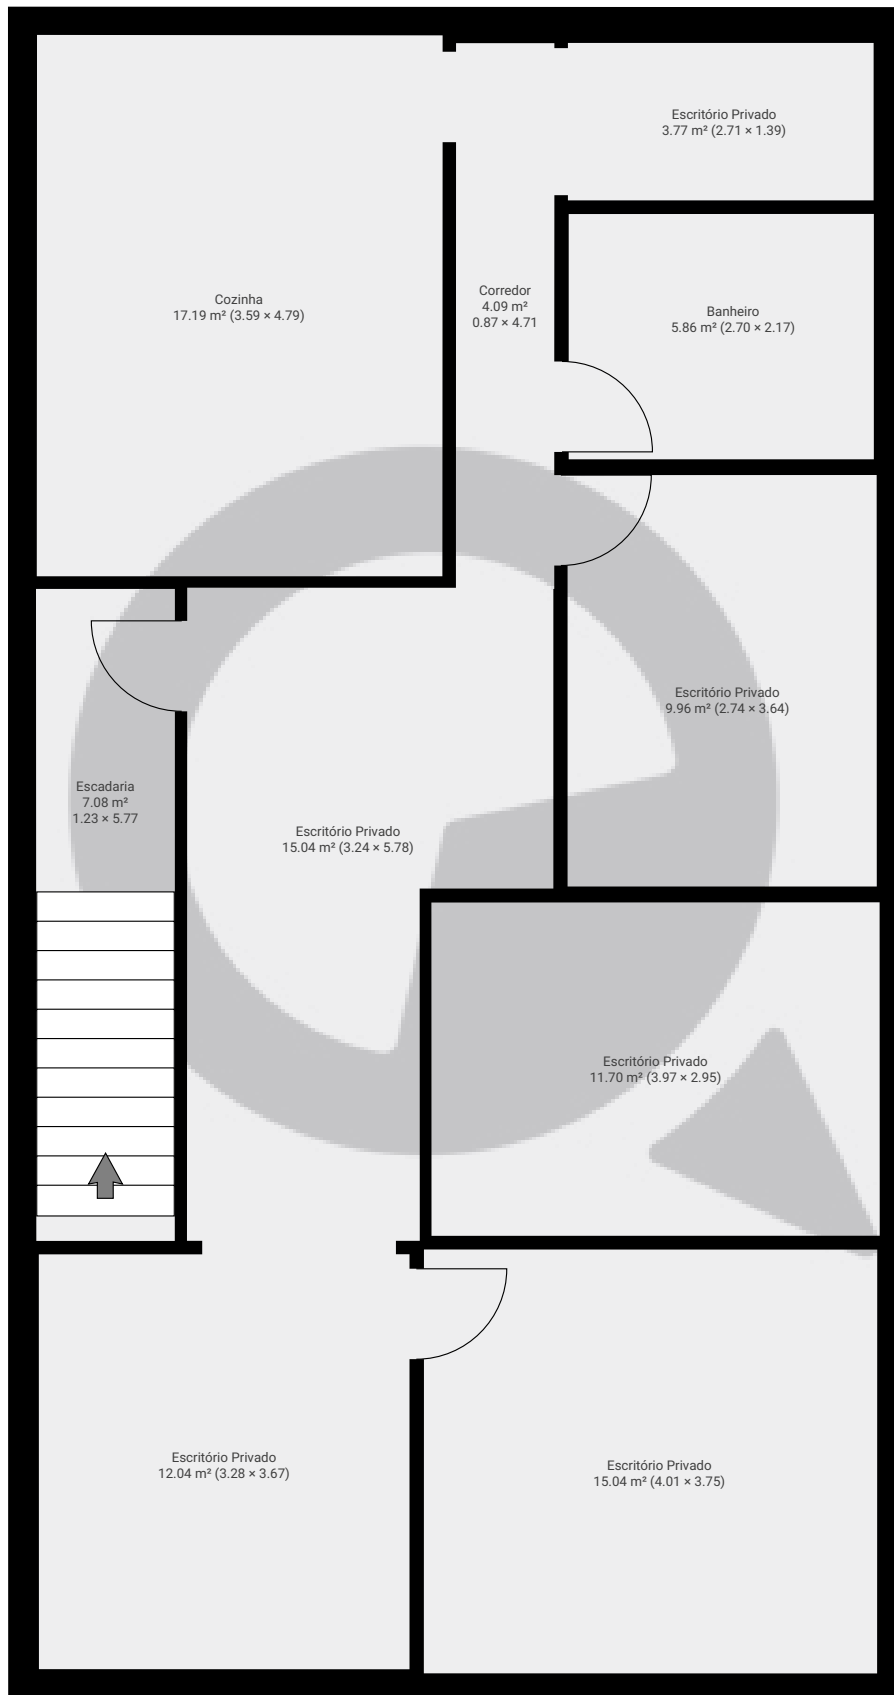 Escritório Privado
3.77 m² (2.71 × 1.39)
Cozinha
17.19 m² (3.59 × 4.79)
Corredor
4.09 m²
0.87 × 4.71
Banheiro
5.86 m² (2.70 × 2.17)
Escritório Privado
9.96 m² (2.74 × 3.64)
Escadaria
7.08 m²
1.23 × 5.77
Escritório Privado
15.04 m² (3.24 × 5.78)
Escritório Privado
11.70 m² (3.97 × 2.95)
Escritório Privado
12.04 m² (3.28 × 3.67)
Escritório Privado
15.04 m² (4.01 × 3.75)